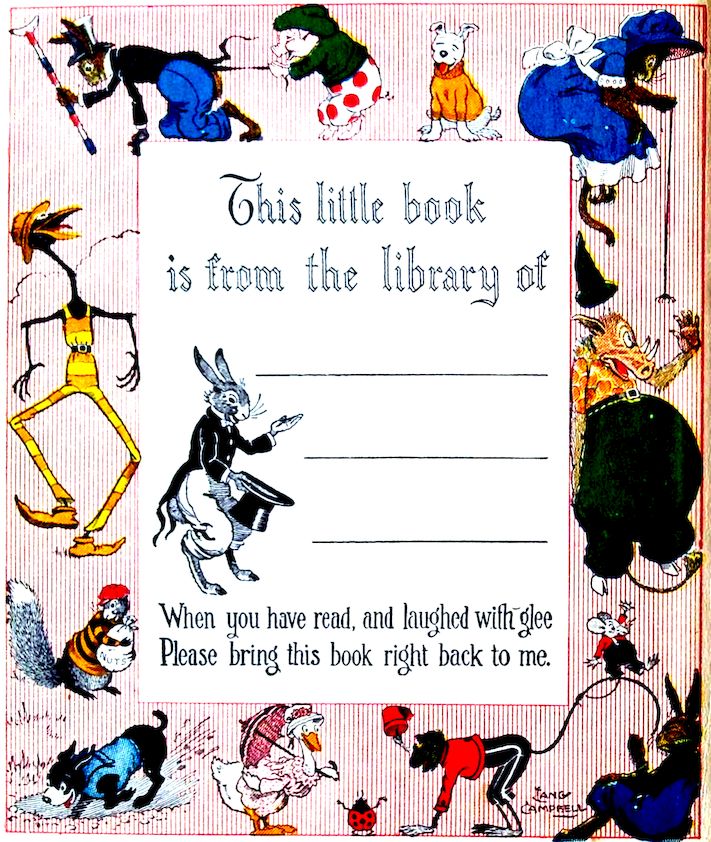 This little book
is from the library of
When you have read, and laughed with glee
Please bring this book right back to me.
NUTS
LANG
CAMPBELL